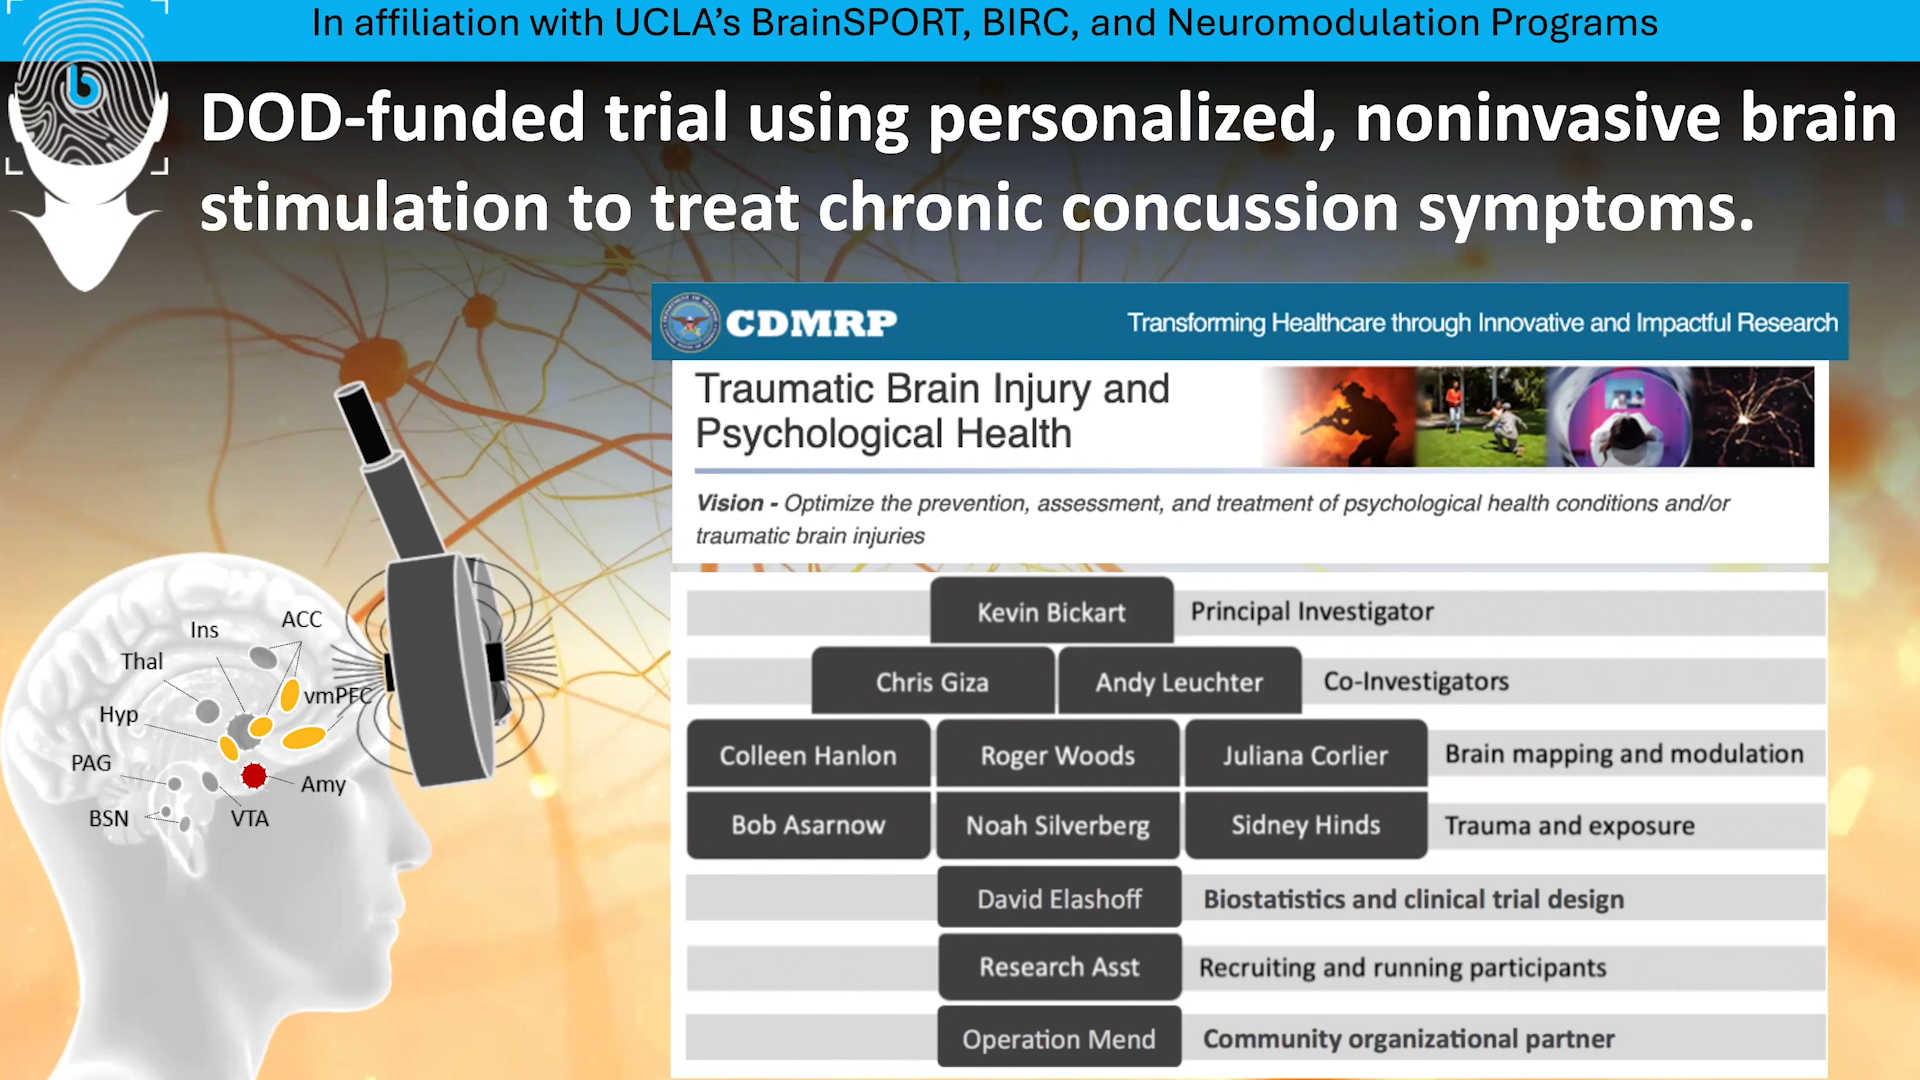 In affiliation with UCLA's BrainSPORT, BIRC, and Neuromodulation Programs
b
DOD-funded trial using personalized, noninvasive brain
stimulation to treat chronic concussion symptoms.
CDMRP
Transforming Healthcare through Innovative and Impactful Research
Traumatic Brain Injury and
Psychological Health
Vision - Optimize the prevention, assessment, and treatment of psychological health conditions and/or
traumatic brain injuries
Ins
ACC
Thal
vmPFC
Hyp
PAG
Amy
BSN
VTA
Kevin Bickart Principal Investigator
Chris Giza Andy Leuchter Co-Investigators
Colleen Hanlon Roger Woods Juliana Corlier Brain mapping and modulation
Bob Asarnow Noah Silverberg Sidney Hinds Trauma and exposure
David Elashoff Biostatistics and clinical trial design
Research Asst Recruiting and running participants
Operation Mend Community organizational partner